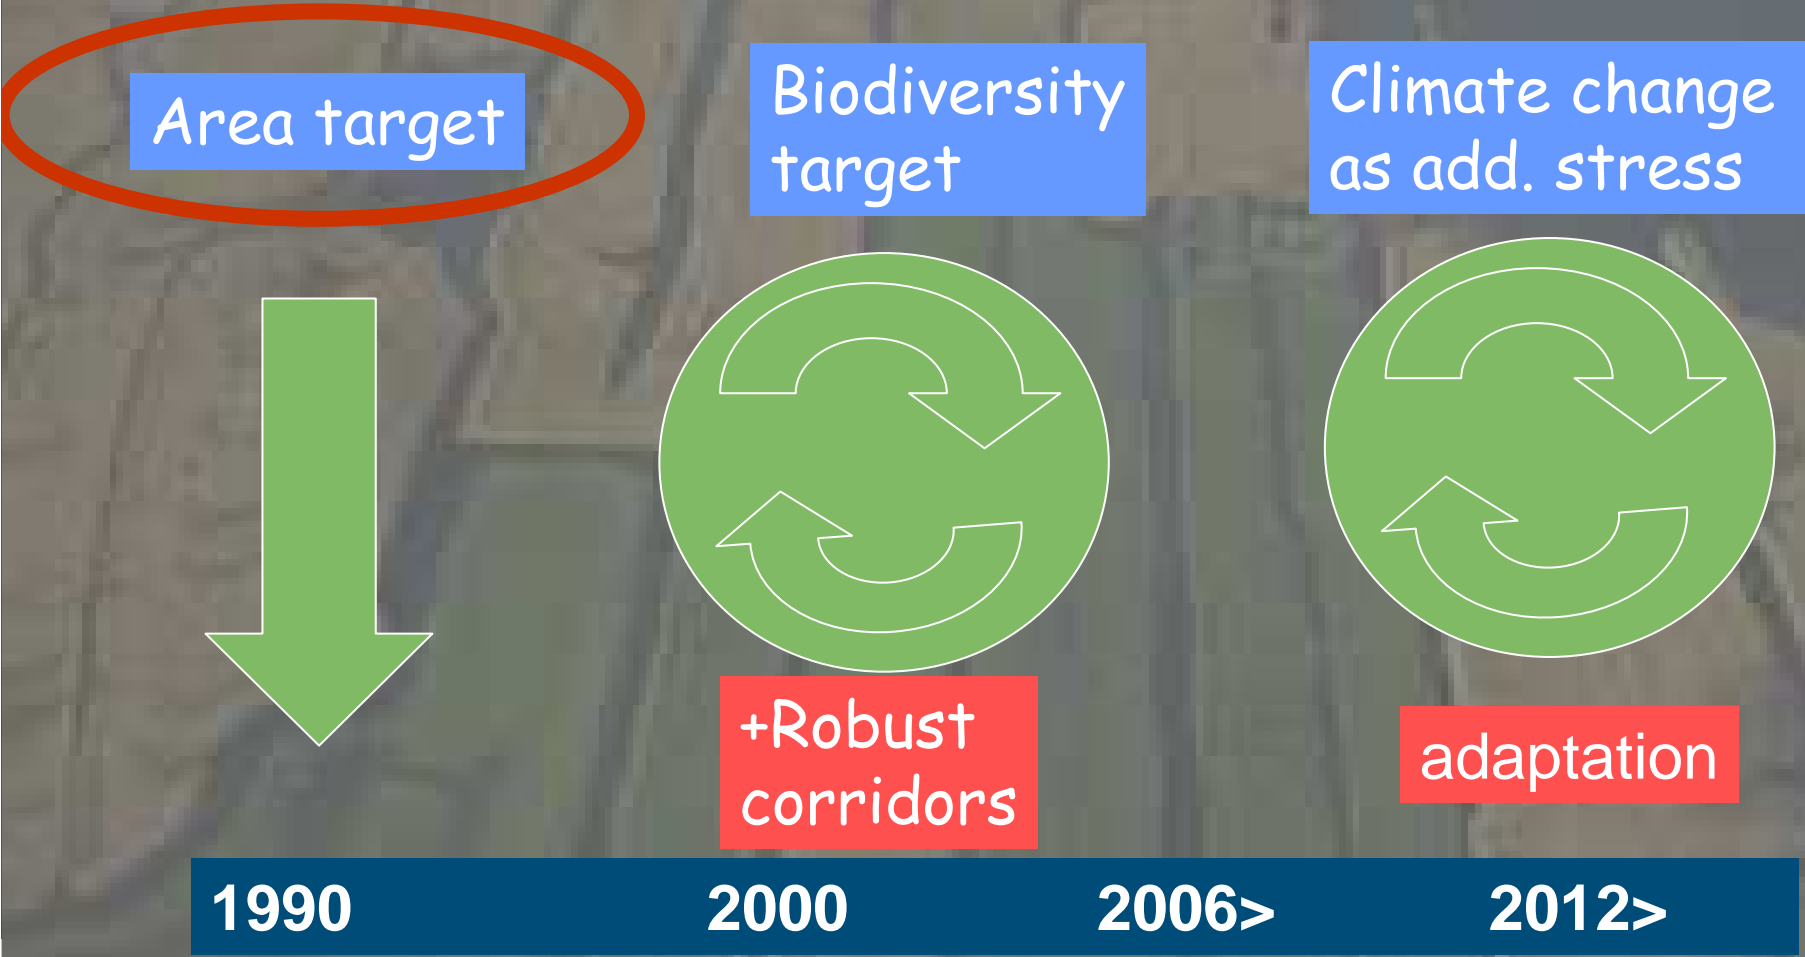 Area target
Biodiversity
target
Climate change
as add. stress
+Robust
corridors
adaptation
1990 2000 2006> 2012>